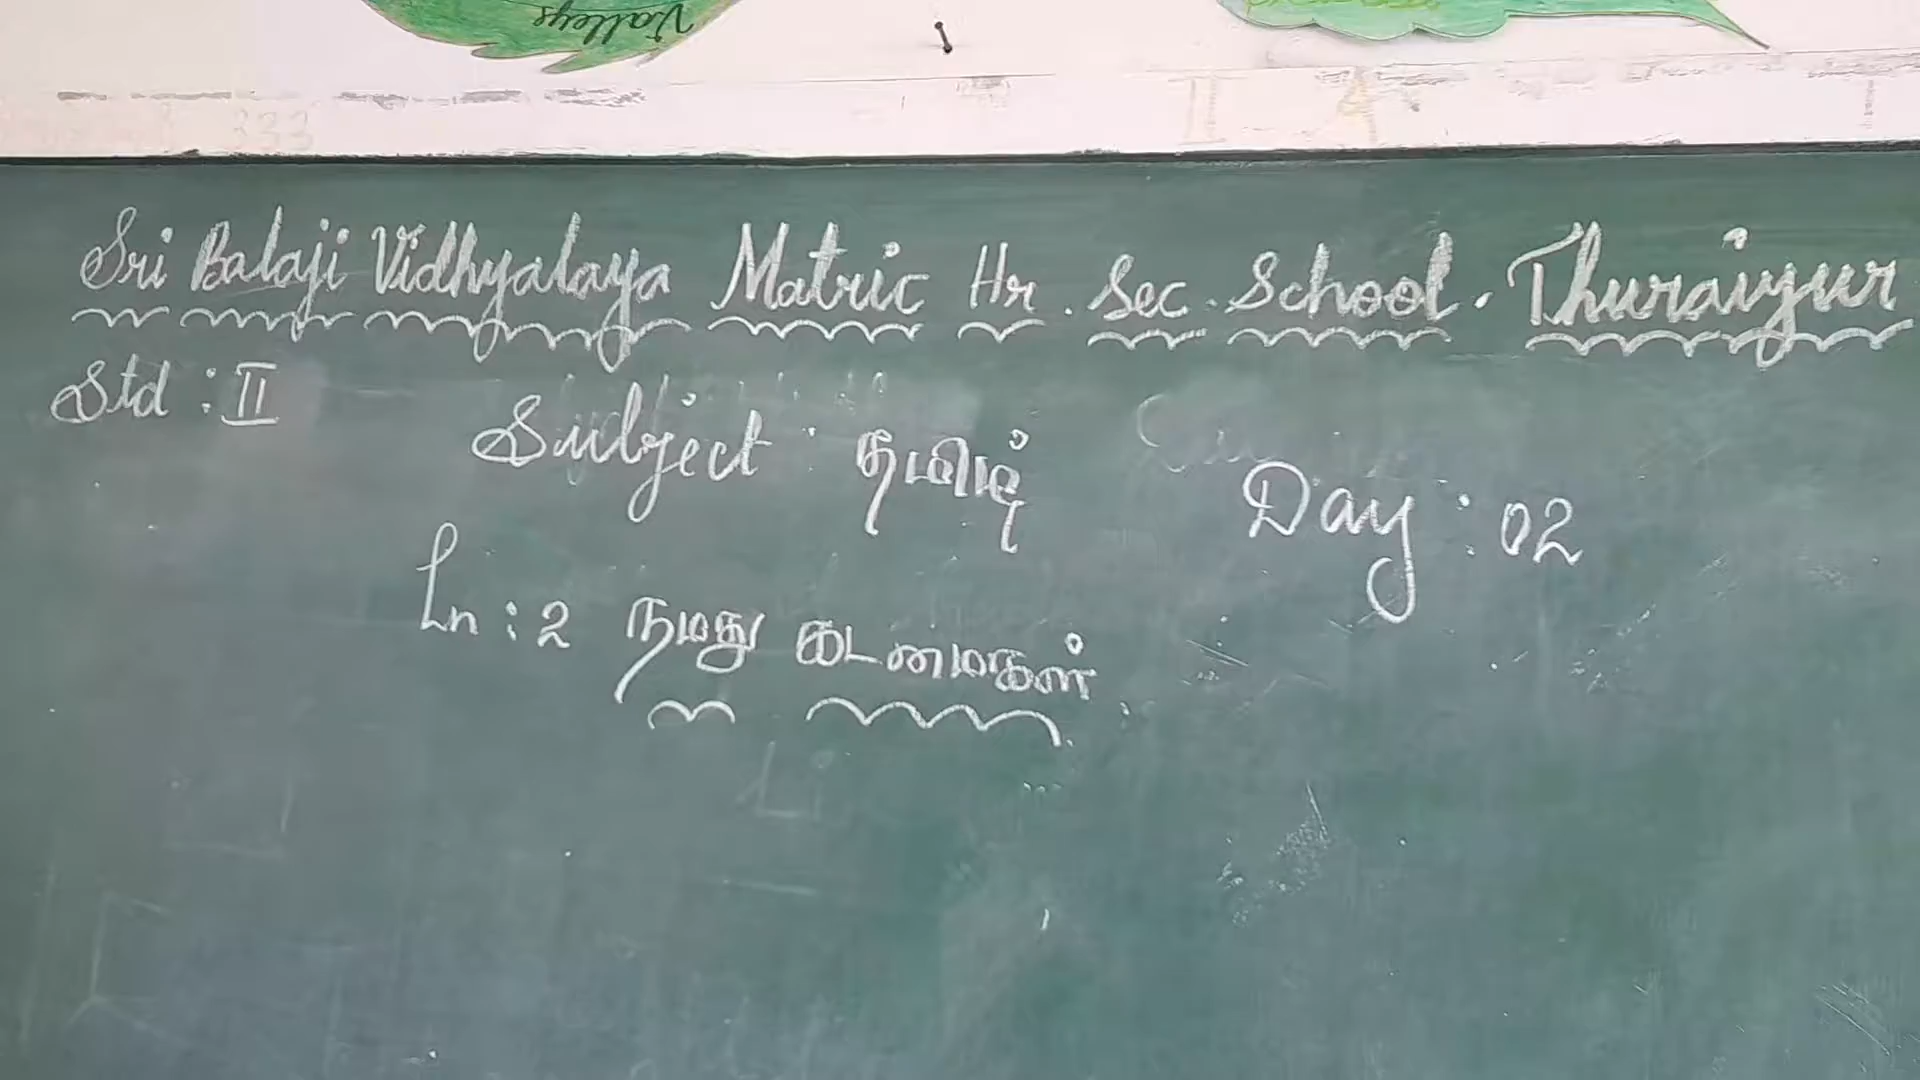 Valleys
Sri Balaji Vidhyalaya Matric Hr. Sec. School. Thuraiyur
Std : II
Subject : தமிழ்
Day : 02
Ln : 2 நமது கடமைகள்